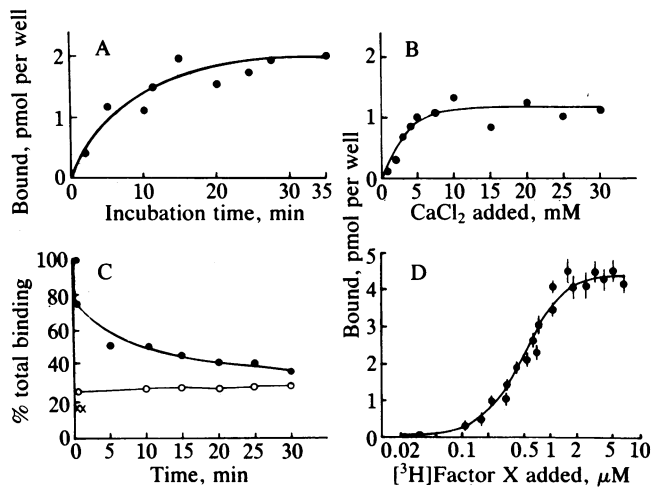 A
Bound, pmol per well
2
1
0
0 10 20 30 35
Incubation time, min
B
Bound, pmol per well
2
1
0
0 5 10 15 20 25 30
CaCl₂ added, mM
C
% total binding
100
80
60
40
20
0
0 5 10 15 20 25 30
Time, min
D
5
4
3
2
1
0
0.02 0.1 0.5 1 2 5 10
[³H]Factor X added, μM